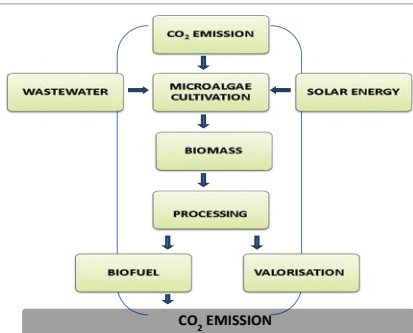 CO₂ EMISSION
WASTEWATER
MICROALGAE
CULTIVATION
SOLAR ENERGY
BIOMASS
PROCESSING
BIOFUEL
VALORISATION
CO₂ EMISSION